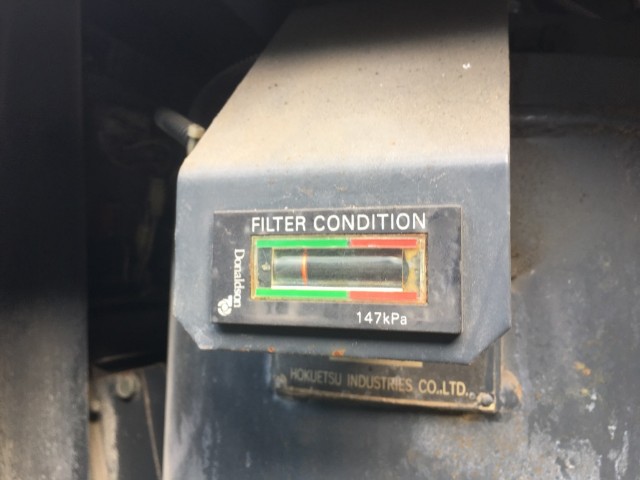 FILTER CONDITION
Donaldson
147kPa
HOKUETSU INDUSTRIES CO.,LTD.